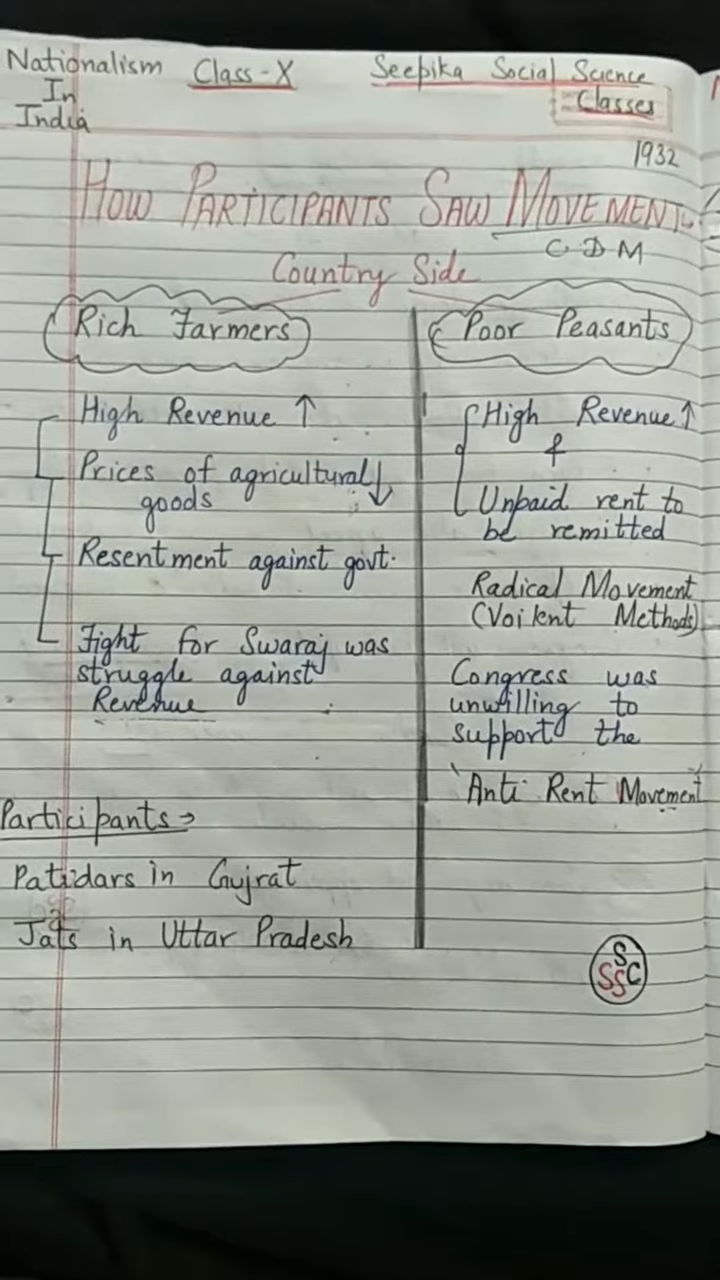 Nationalism Class-X Seepika Social Science
In Classes
India
1932
HOW PARTICIPANTS SAW MOVEMENT
C D M
Country Side
Rich Farmers
High Revenue ↑
Prices of agricultural ↓
goods
Resentment against govt.
Fight for Swaraj was
struggle against
Revenue
Participants →
Patidars in Gujrat
Jats in Uttar Pradesh
Poor Peasants
High Revenue ↑
&
Unpaid rent to
be remitted
Radical Movement
(Voilent Methods)
Congress was
unwilling to
support the
'Anti Rent Movement'
S
SSC